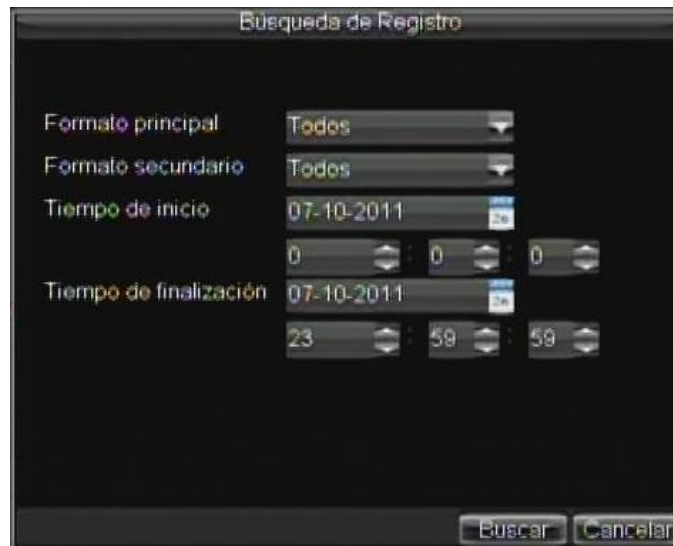 Búsqueda de Registro
Formato principal Todos
Formato secundario Todos
Tiempo de inicio 07-10-2011
0 : 0 : 0
Tiempo de finalización 07-10-2011
23 : 59 : 59
Buscar Cancelar